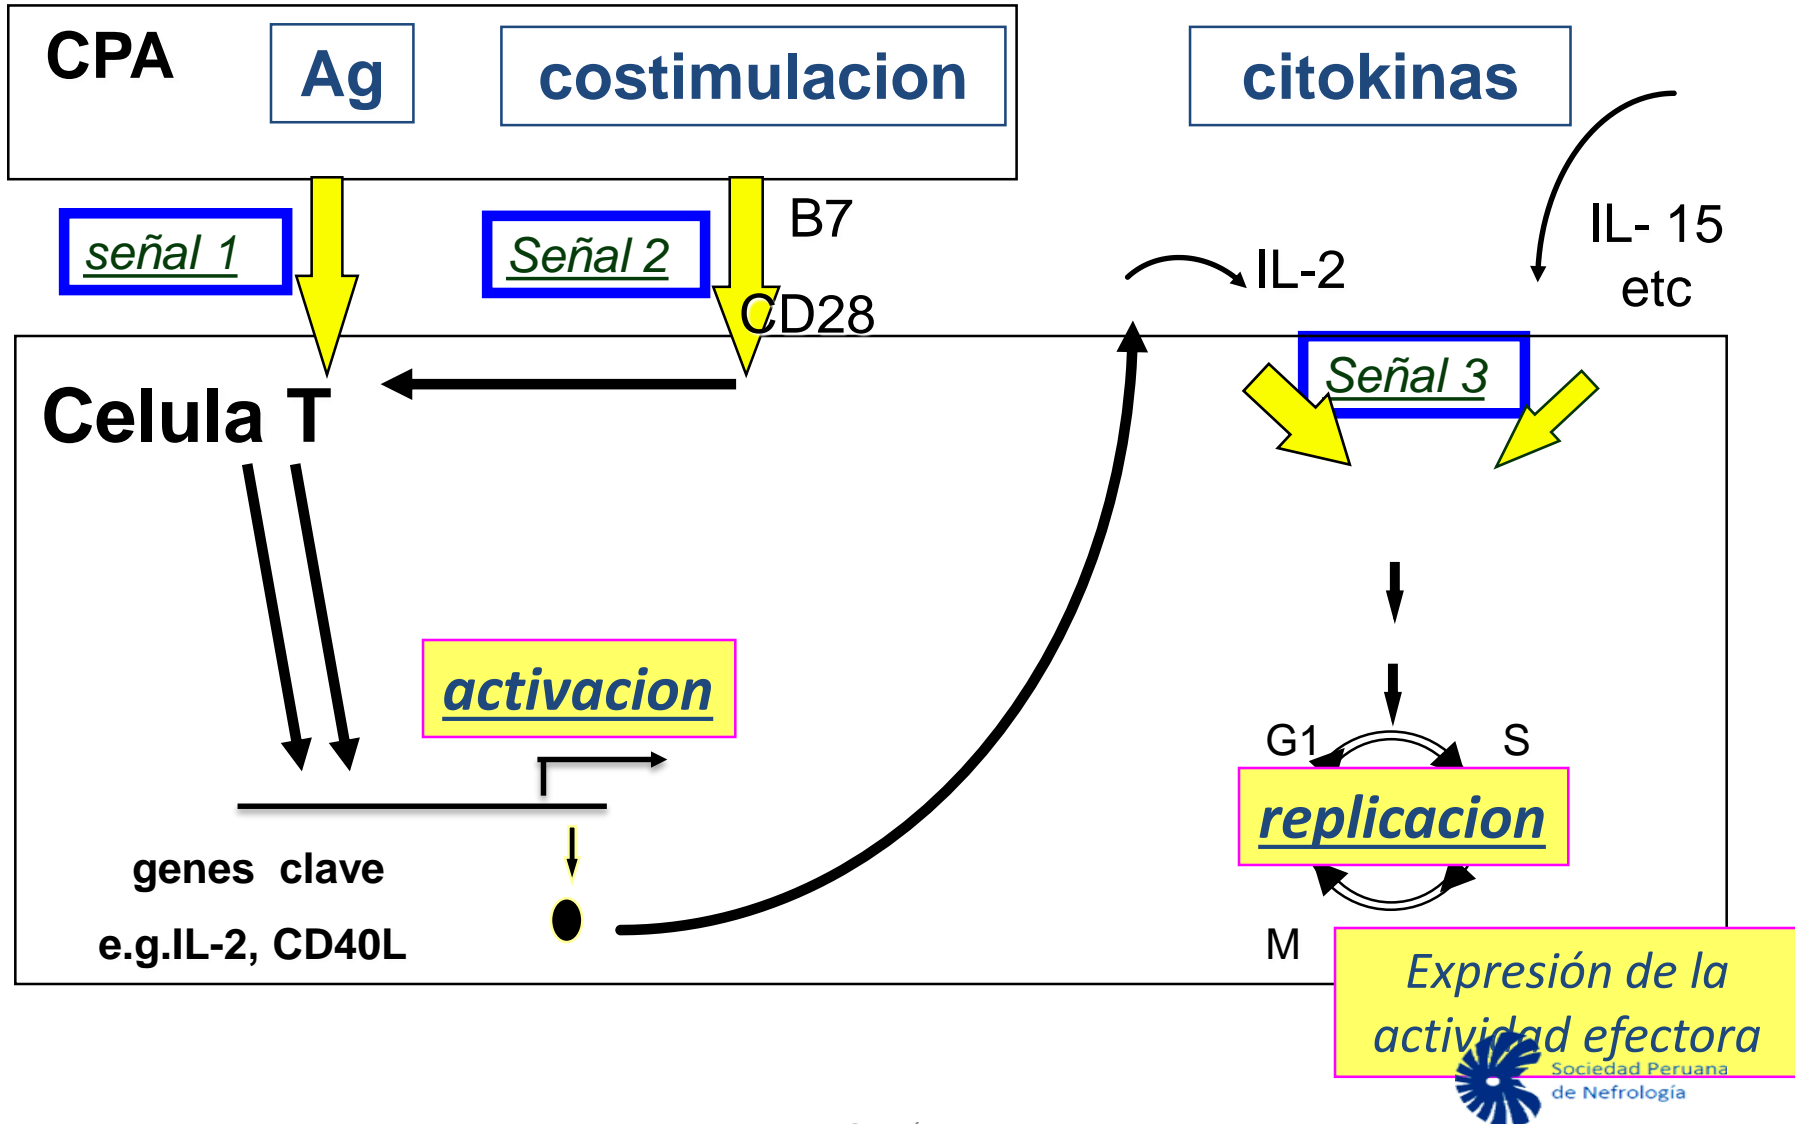 CPA
Ag
costimulacion
citokinas
señal 1
Señal 2
B7
CD28
IL-2
IL- 15
etc
Señal 3
Celula T
activacion
genes clave
e.g.IL-2, CD40L
G1
S
replicacion
M
Expresión de la
actividad efectora
Sociedad Peruana
de Nefrología